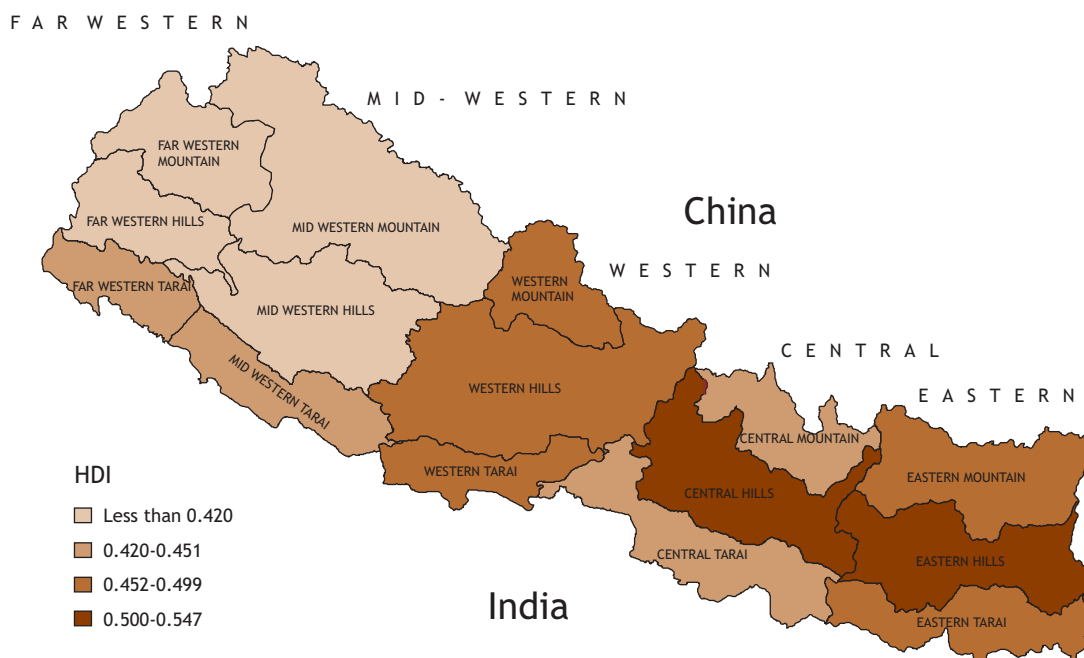 FAR WESTERN
MID-WESTERN
FAR WESTERN
MOUNTAIN
China
FAR WESTERN HILLS
MID WESTERN MOUNTAIN
WESTERN
WESTERN
MOUNTAIN
FAR WESTERN TARAI
MID WESTERN HILLS
CENTRAL
MID WESTERN TARAI
WESTERN HILLS
EASTERN
CENTRAL MOUNTAIN
WESTERN TARAI
EASTERN MOUNTAIN
HDI
CENTRAL HILLS
Less than 0.420
0.420-0.451
CENTRAL TARAI
EASTERN HILLS
0.452-0.499
India
0.500-0.547
EASTERN TARAI